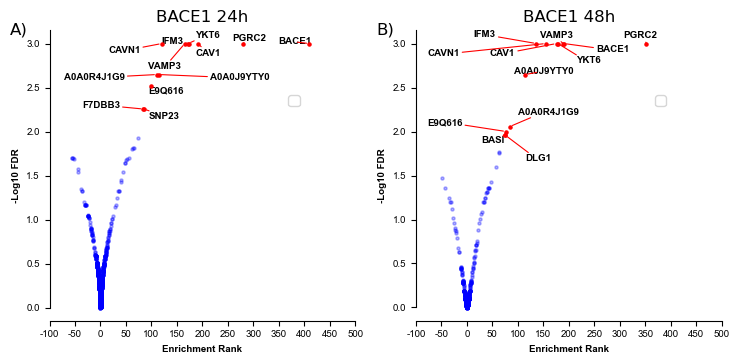 A)
BACE1 24h
3.0
2.5
2.0
1.5
1.0
0.5
0.0
-Log10 FDR
YKT6
IFM3
PGRC2
BACE1
CAVN1
CAV1
VAMP3
A0A0R4J1G9
A0A0J9YTY0
E9Q616
F7DBB3
SNP23
-100 -50 0 50 100 150 200 250 300 350 400 450 500
Enrichment Rank
B)
BACE1 48h
3.0
2.5
2.0
1.5
1.0
0.5
0.0
-Log10 FDR
IFM3
VAMP3
PGRC2
CAVN1
CAV1
BACE1
YKT6
A0A0J9YTY0
A0A0R4J1G9
E9Q616
BASI
DLG1
-100 -50 0 50 100 150 200 250 300 350 400 450 500
Enrichment Rank